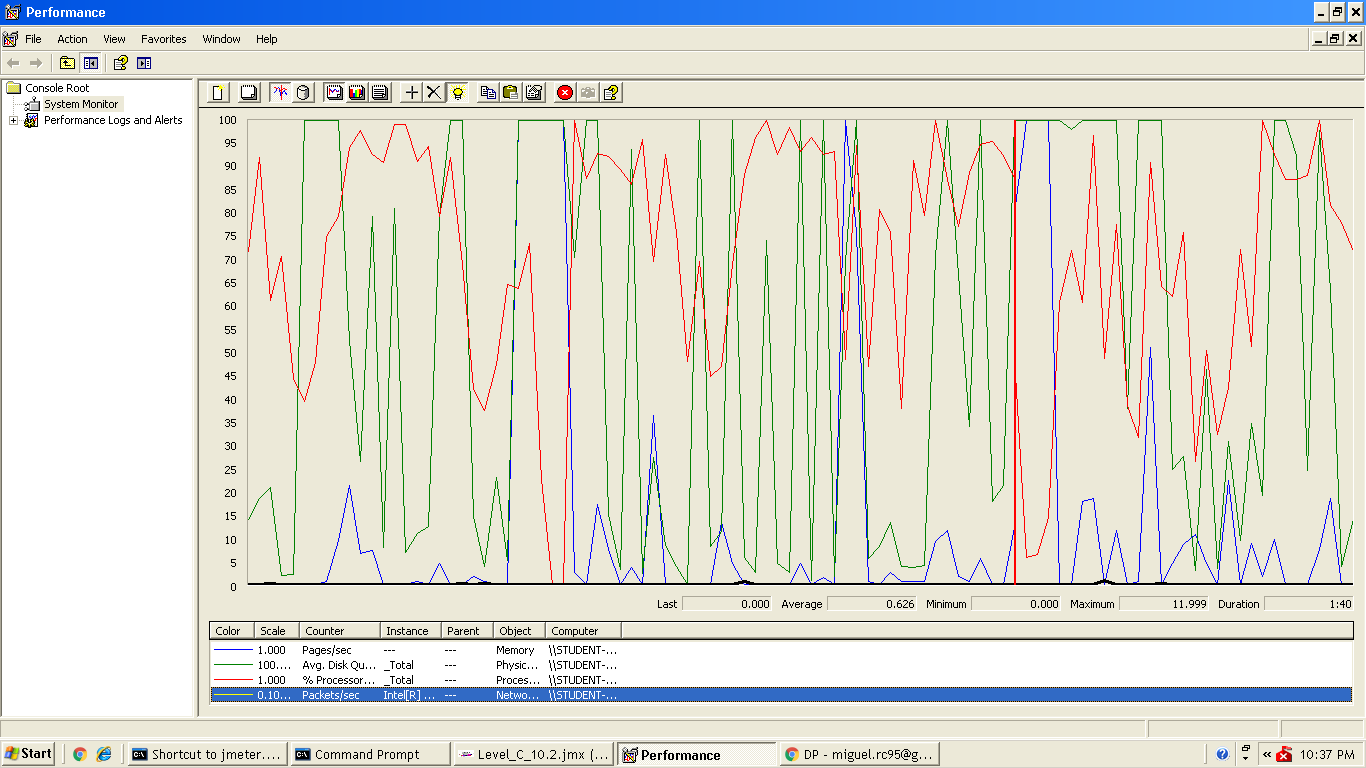 Performance
File Action View Favorites Window Help
Console Root
System Monitor
Performance Logs and Alerts
100
95
90
85
80
75
70
65
60
55
50
45
40
35
30
25
20
15
10
5
0
Last 0.000 Average 0.626 Minimum 0.000 Maximum 11.999 Duration 1:40
Color Scale Counter Instance Parent Object Computer
1.000 Pages/sec --- --- Memory \\STUDENT-...
100.... Avg. Disk Qu... _Total --- Physic... \\STUDENT-...
1.000 % Processor... _Total --- Proces... \\STUDENT-...
0.10... Packets/sec Intel[R] ... --- Netwo... \\STUDENT-...
Start Shortcut to jmeter.... Command Prompt Level_C_10.2.jmx (... Performance DP - miguel.rc95@g... « 10:37 PM